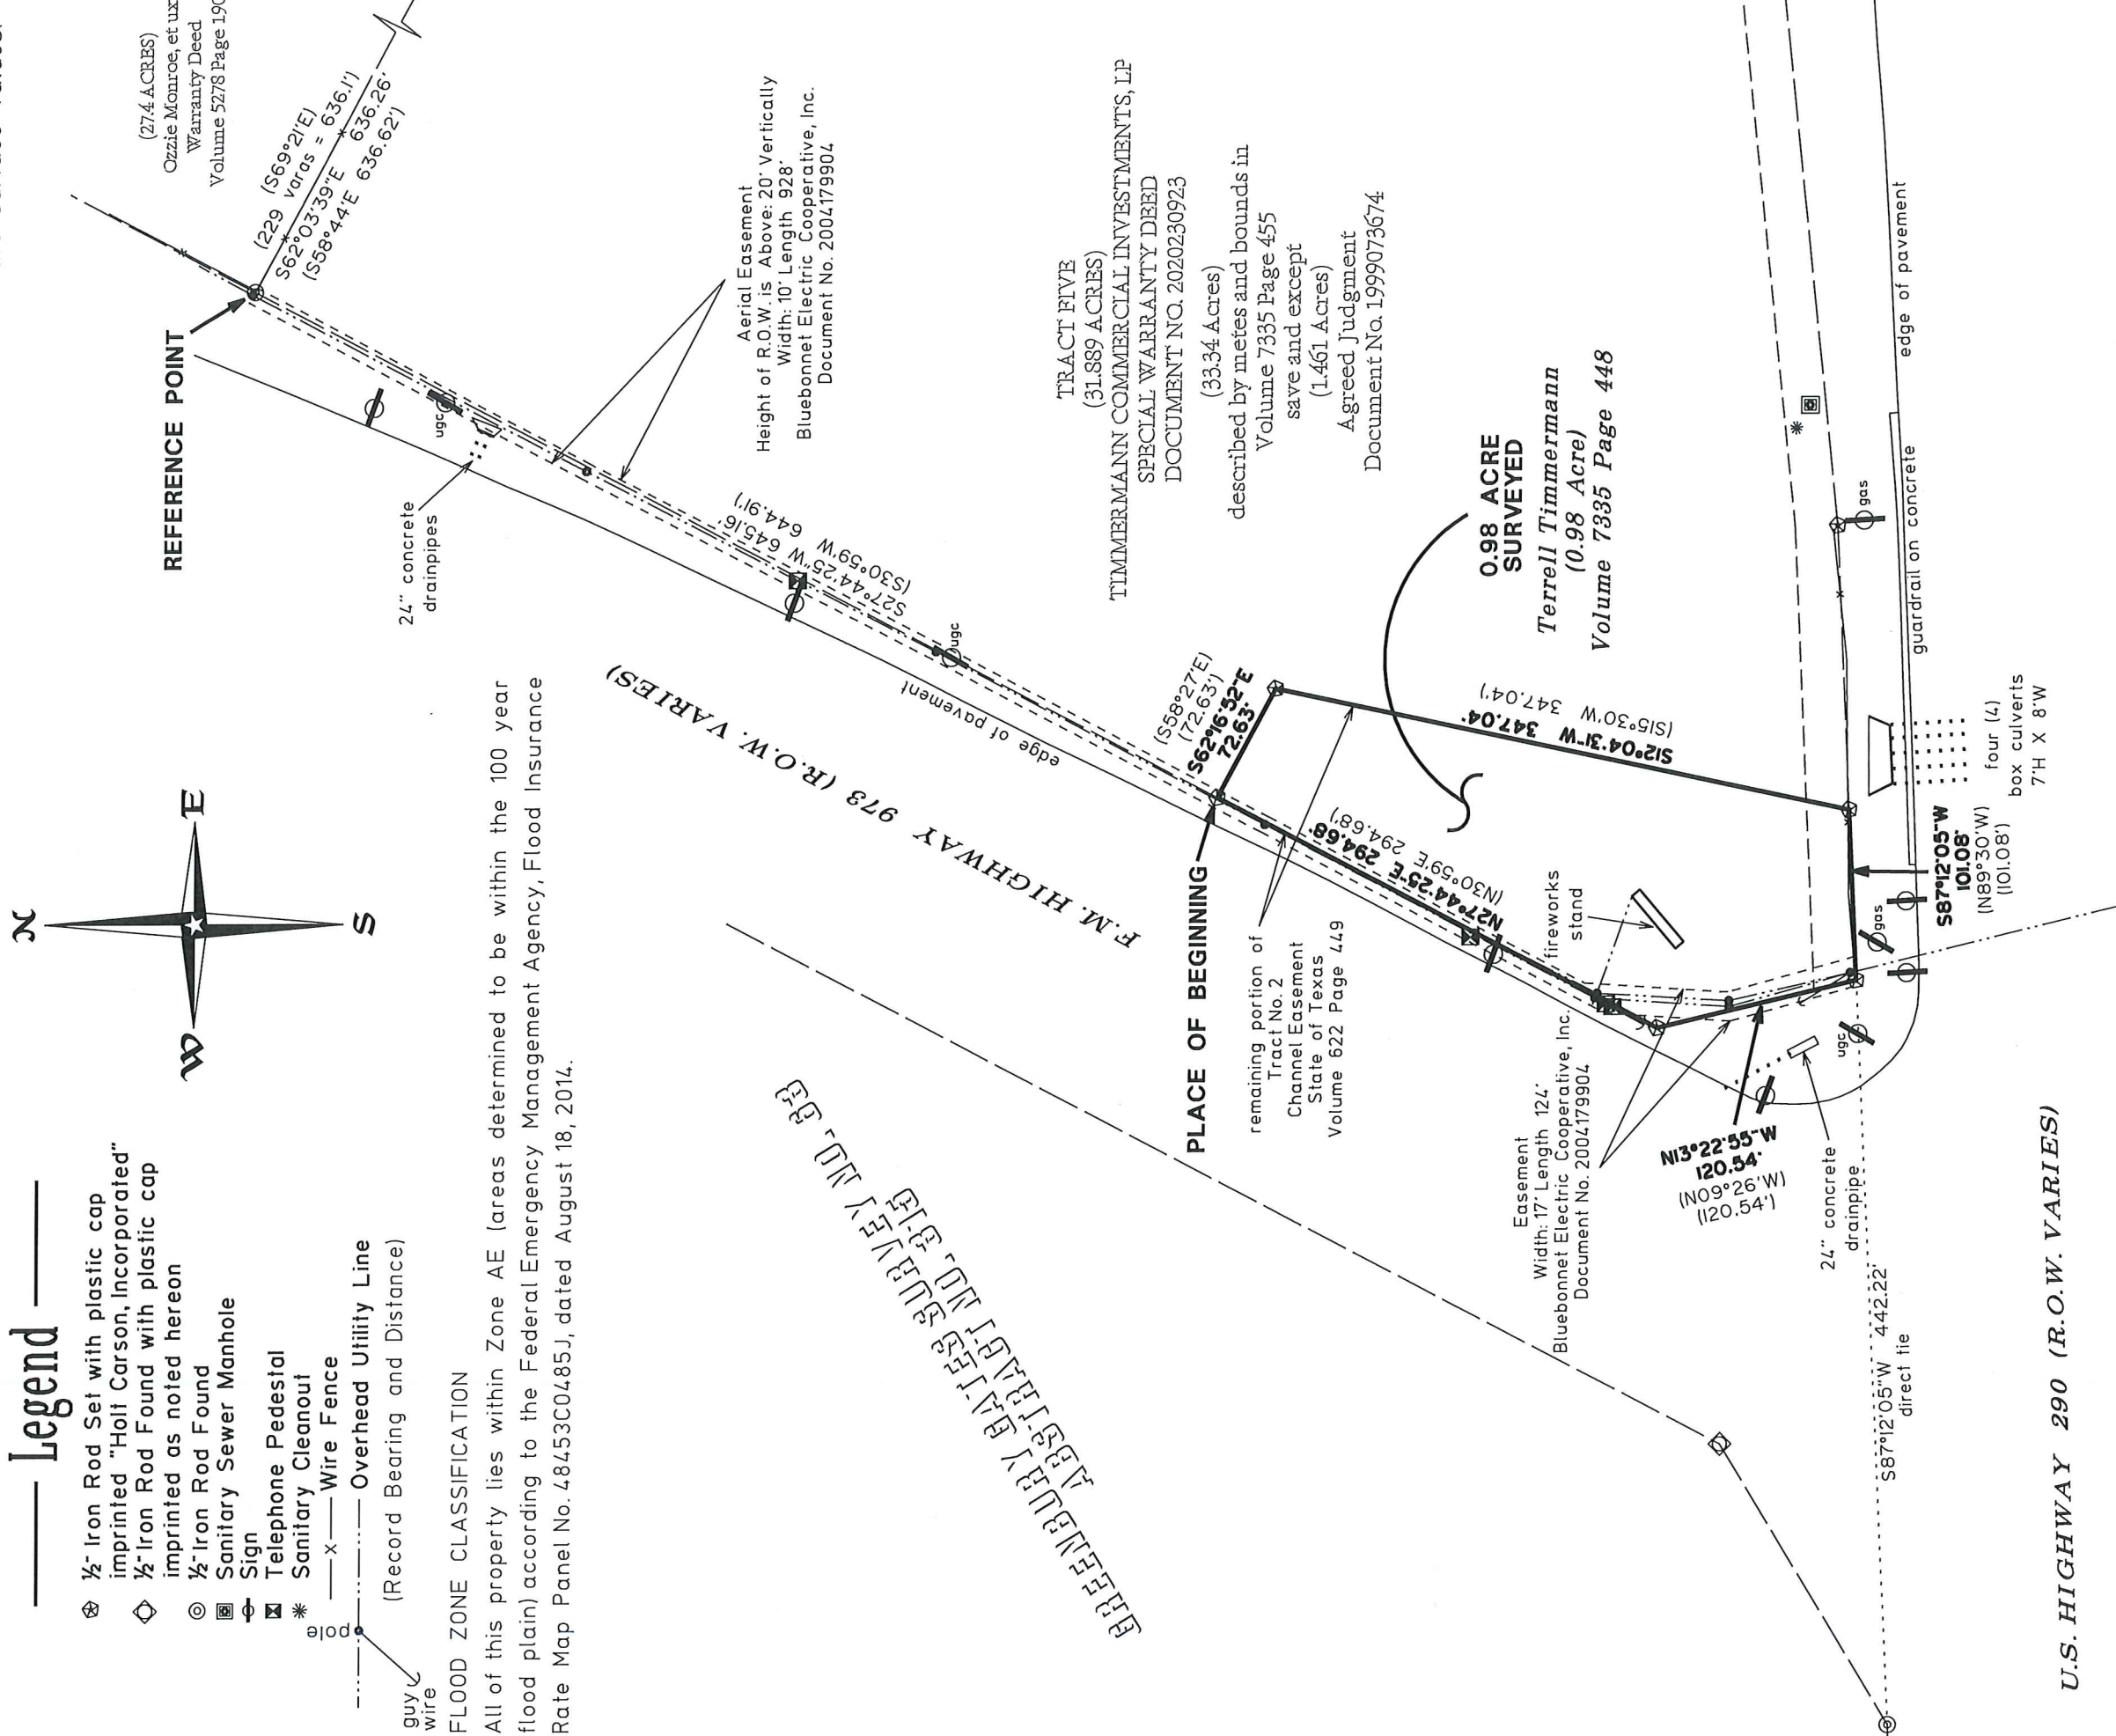 Legend
½" Iron Rod Set with plastic cap
imprinted "Holt Carson, Incorporated"
½" Iron Rod Found with plastic cap
imprinted as noted hereon
½" Iron Rod Found
Sanitary Sewer Manhole
Sign
Telephone Pedestal
Sanitary Cleanout
x Wire Fence
Overhead Utility Line
pole
guy
wire
(Record Bearing and Distance)
FLOOD ZONE CLASSIFICATION
All of this property lies within Zone AE (areas determined to be within the 100 year
flood plain) according to the Federal Emergency Management Agency, Flood Insurance
Rate Map Panel No. 48453C0485J, dated August 18, 2014.
N
E
S
W
REFERENCE POINT
(27.4 ACRES)
Ozzie Monroe, et ux
Warranty Deed
Volume 5278 Page 190
(S69°21'E)
(229 varas = 636.1')
S62°03'39"E 636.26'
(S58°44'E 636.62')
24" concrete
drainpipes
ugc
Aerial Easement
Height of R.O.W. is Above: 20' Vertically
Width: 10' Length 928'
Bluebonnet Electric Cooperative, Inc.
Document No. 2004179904
S27°44'25"W 645.16'
(S30°59'W 644.91')
ugc
edge of pavement
F.M. HIGHWAY 973 (R.O.W. VARIES)
TRACT FIVE
(31.889 ACRES)
TIMMERMANN COMMERCIAL INVESTMENTS, LP
SPECIAL WARRANTY DEED
DOCUMENT NO. 2020230923
(33.34 Acres)
described by metes and bounds in
Volume 7335 Page 455
save and except
(1.461 Acres)
Agreed Judgment
Document No. 1999073674
GREENBURY GATES SURVEY NO. 63
ABSTRACT NO. 315
PLACE OF BEGINNING
(S58°27'E)
(72.63')
S62°16'52"E
72.63'
remaining portion of
Tract No. 2
Channel Easement
State of Texas
Volume 622 Page 449
N27°44'25"E 294.68'
(N30°59'E 294.68')
S12°04'31"W 347.04'
(S15°30'W 347.04')
0.98 ACRE
SURVEYED
Terrell Timmermann
(0.98 Acre)
Volume 7335 Page 448
fireworks
stand
Easement
Width: 17' Length 124'
Bluebonnet Electric Cooperative, Inc.
Document No. 2004179904
N13°22'55"W
120.54'
(N09°26'W)
(120.54')
24" concrete
drainpipe
ugc
gas
S87°12'05"W
101.08'
(N89°30'W)
(101.08')
four (4)
box culverts
7'H X 8'W
guardrail on concrete
gas
edge of pavement
S87°12'05"W 442.22'
direct tie
U.S. HIGHWAY 290 (R.O.W. VARIES)